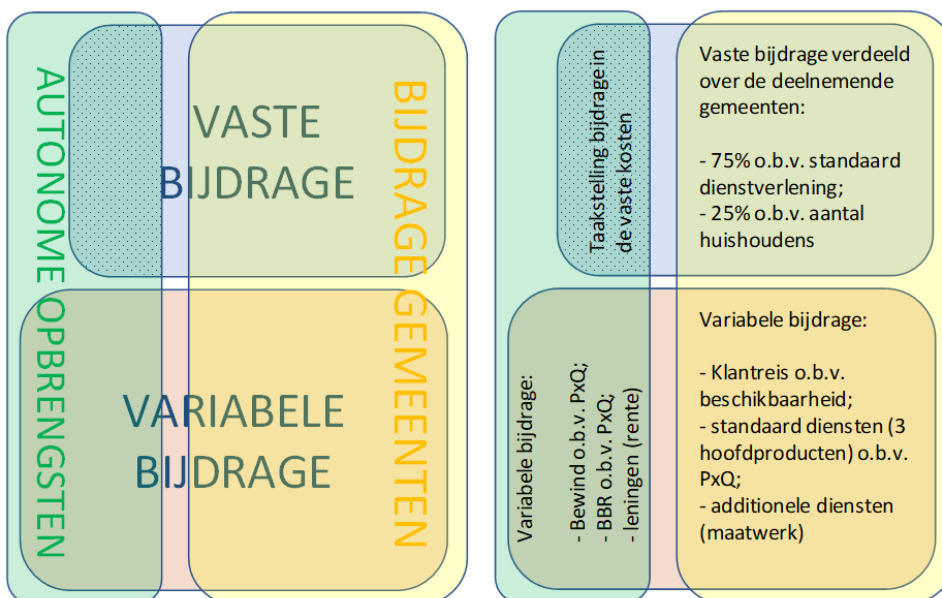 AUTONOME OPBRENGSTEN
VASTE
BIJDRAGE
BIJDRAGE GEMEENTEN
VARIABELE
BIJDRAGE
Taakstelling bijdrage in
de vaste kosten
Vaste bijdrage verdeeld
over de deelnemende
gemeenten:
- 75% o.b.v. standaard
dienstverlening;
- 25% o.b.v. aantal
huishoudens
Variabele bijdrage:
- Bewind o.b.v. PxQ;
- BBR o.b.v. PxQ;
- leningen (rente)
Variabele bijdrage:
- Klantreis o.b.v.
beschikbaarheid;
- standaard diensten (3
hoofdproducten) o.b.v.
PxQ;
- additionele diensten
(maatwerk)